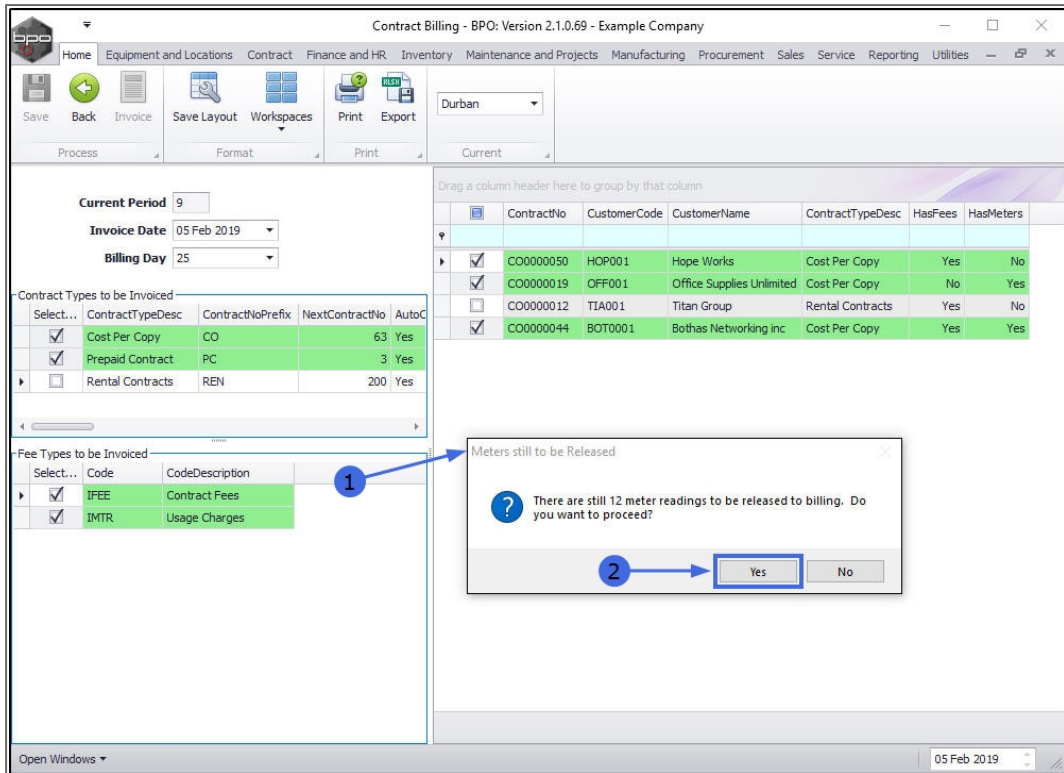 Contract Billing - BPO: Version 2.1.0.69 - Example Company
bpo
Home Equipment and Locations Contract Finance and HR Inventory Maintenance and Projects Manufacturing Procurement Sales Service Reporting Utilities
XLSX
Save Back Invoice Save Layout Workspaces Print Export Durban
Process Format Print Current
Drag a column header here to group by that column
Current Period 9
Invoice Date 05 Feb 2019
Billing Day 25
ContractNo CustomerCode CustomerName ContractTypeDesc HasFees HasMeters
CO0000050 HOP001 Hope Works Cost Per Copy Yes No
CO0000019 OFF001 Office Supplies Unlimited Cost Per Copy No Yes
CO0000012 TIA001 Titan Group Rental Contracts Yes No
CO0000044 BOT0001 Bothas Networking inc Cost Per Copy Yes Yes
Contract Types to be Invoiced
Select... ContractTypeDesc ContractNoPrefix NextContractNo AutoC
Cost Per Copy CO 63 Yes
Prepaid Contract PC 3 Yes
Rental Contracts REN 200 Yes
Fee Types to be Invoiced
Select... Code CodeDescription
IFEE Contract Fees
IMTR Usage Charges
1
Meters still to be Released
There are still 12 meter readings to be released to billing. Do
you want to proceed?
2
Yes No
Open Windows 05 Feb 2019